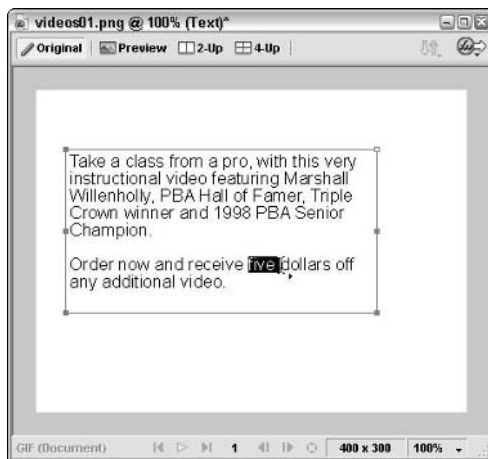 videos01.png @ 100% (Text)*
Original Preview 2-Up 4-Up
Take a class from a pro, with this very
instructional video featuring Marshall
Willenholly, PBA Hall of Famer, Triple
Crown winner and 1998 PBA Senior
Champion.
Order now and receive five dollars off
any additional video.
GIF (Document) 1 400 x 300 100%